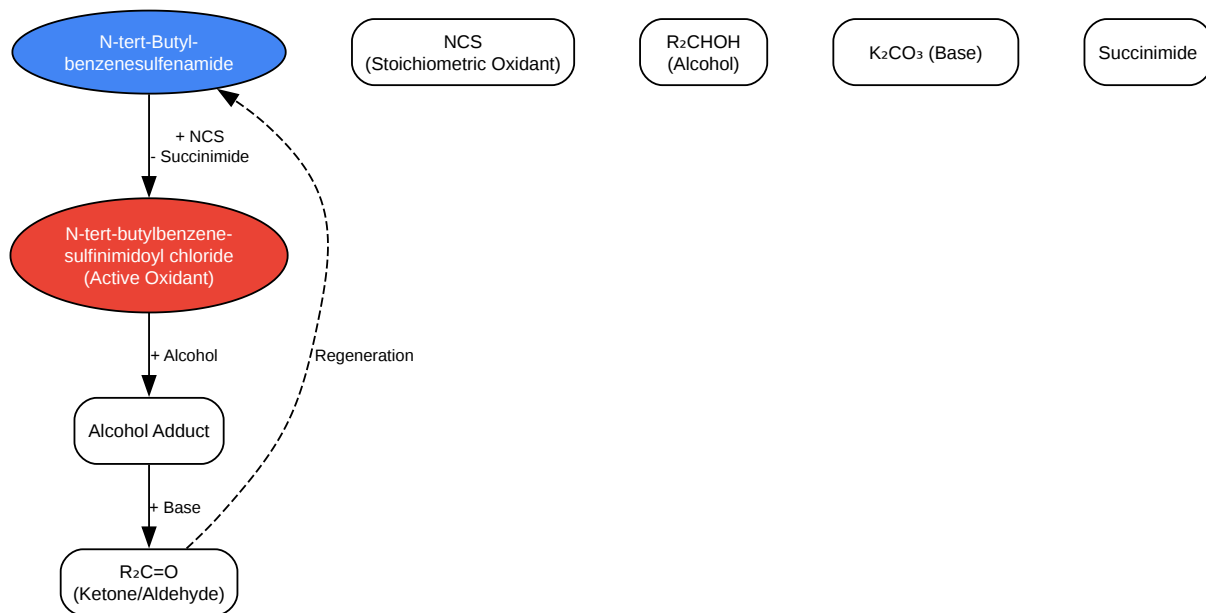 N-tert-Butyl-
benzenesulfenamide
NCS
(Stoichiometric Oxidant)
R₂CHOH
(Alcohol)
K₂CO₃ (Base)
Succinimide
+ NCS
- Succinimide
N-tert-butylbenzene-
sulfinimidoyl chloride
(Active Oxidant)
+ Alcohol
Regeneration
Alcohol Adduct
+ Base
R₂C=O
(Ketone/Aldehyde)